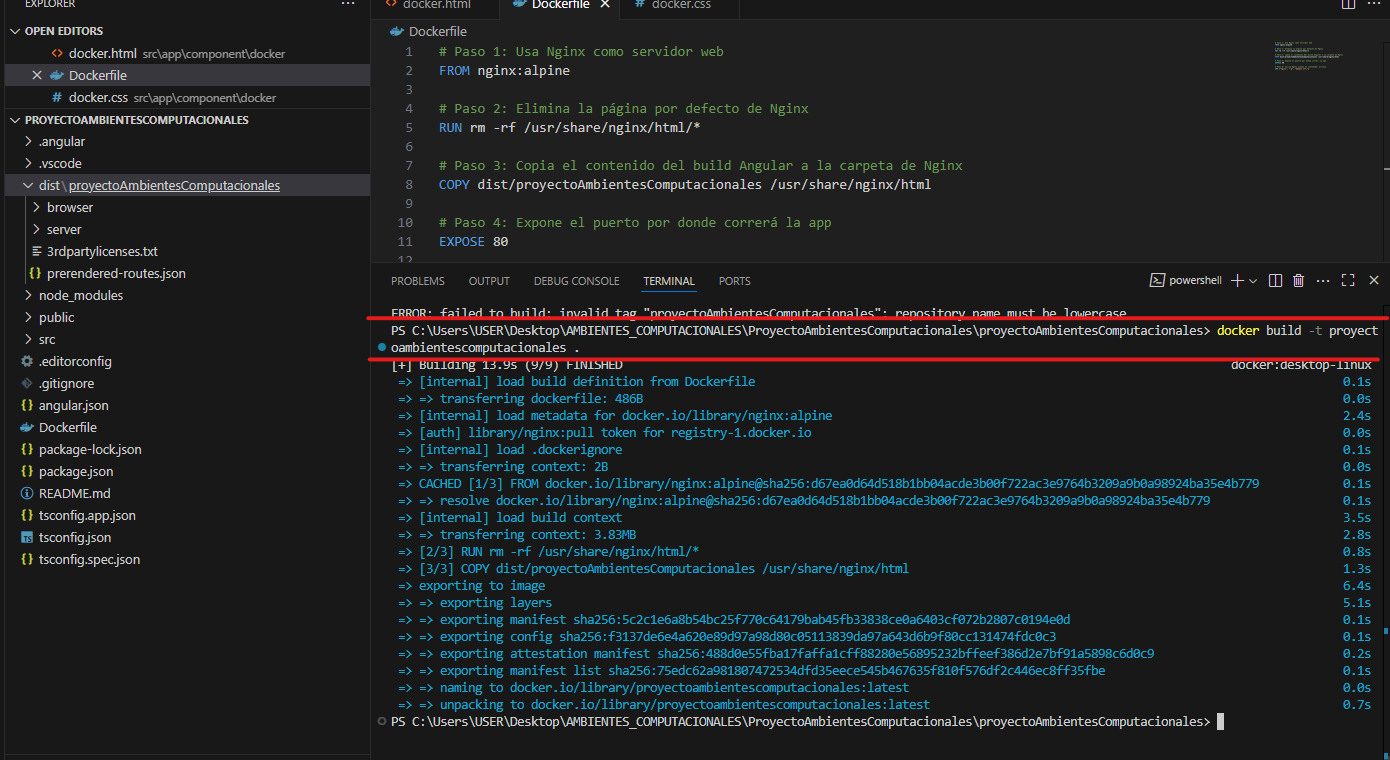 EXPLORER
OPEN EDITORS
docker.html src\app\component\docker
Dockerfile
docker.css src\app\component\docker
PROYECTOAMBIENTESCOMPUTACIONALES
.angular
.vscode
dist\proyectoAmbientesComputacionales
browser
server
3rdpartylicenses.txt
prerendered-routes.json
node_modules
public
src
.editorconfig
.gitignore
angular.json
Dockerfile
package-lock.json
package.json
README.md
tsconfig.app.json
tsconfig.json
tsconfig.spec.json
docker.html Dockerfile docker.css
Dockerfile
1 # Paso 1: Usa Nginx como servidor web
2 FROM nginx:alpine
3
4 # Paso 2: Elimina la página por defecto de Nginx
5 RUN rm -rf /usr/share/nginx/html/*
6
7 # Paso 3: Copia el contenido del build Angular a la carpeta de Nginx
8 COPY dist/proyectoAmbientesComputacionales /usr/share/nginx/html
9
10 # Paso 4: Expone el puerto por donde correrá la app
11 EXPOSE 80
12
PROBLEMS OUTPUT DEBUG CONSOLE TERMINAL PORTS powershell
ERROR: failed to build: invalid tag "proyectoAmbientesComputacionales": repository name must be lowercase
PS C:\Users\USER\Desktop\AMBIENTES_COMPUTACIONALES\ProyectoAmbientesComputacionales\proyectoAmbientesComputacionales> docker build -t proyect
oambientescomputacionales .
[+] Building 13.9s (9/9) FINISHED docker:desktop-linux
=> [internal] load build definition from Dockerfile 0.1s
=> => transferring dockerfile: 486B 0.0s
=> [internal] load metadata for docker.io/library/nginx:alpine 2.4s
=> [auth] library/nginx:pull token for registry-1.docker.io 0.0s
=> [internal] load .dockerignore 0.1s
=> => transferring context: 2B 0.0s
=> CACHED [1/3] FROM docker.io/library/nginx:alpine@sha256:d67ea0d64d518b1bb04acde3b00f722ac3e9764b3209a9b0a98924ba35e4b779 0.1s
=> => resolve docker.io/library/nginx:alpine@sha256:d67ea0d64d518b1bb04acde3b00f722ac3e9764b3209a9b0a98924ba35e4b779 0.1s
=> [internal] load build context 3.5s
=> => transferring context: 3.83MB 2.8s
=> [2/3] RUN rm -rf /usr/share/nginx/html/* 0.8s
=> [3/3] COPY dist/proyectoAmbientesComputacionales /usr/share/nginx/html 1.3s
=> exporting to image 6.4s
=> => exporting layers 5.1s
=> => exporting manifest sha256:5c2c1e6a8b54bc25f770c64179bab45fb33838ce0a6403cf072b2807c0194e0d 0.1s
=> => exporting config sha256:f3137de6e4a620e89d97a98d80c05113839da97a643d6b9f80cc131474fdc0c3 0.1s
=> => exporting attestation manifest sha256:488d0e55fba17faffa1cff88280e56895232bffeef386d2e7bf91a5898c6d0c9 0.2s
=> => exporting manifest list sha256:75edc62a981807472534dfd35eece545b467635f810f576df2c446ec8ff35fbe 0.1s
=> => naming to docker.io/library/proyectoambientescomputacionales:latest 0.0s
=> => unpacking to docker.io/library/proyectoambientescomputacionales:latest 0.7s
PS C:\Users\USER\Desktop\AMBIENTES_COMPUTACIONALES\ProyectoAmbientesComputacionales\proyectoAmbientesComputacionales>